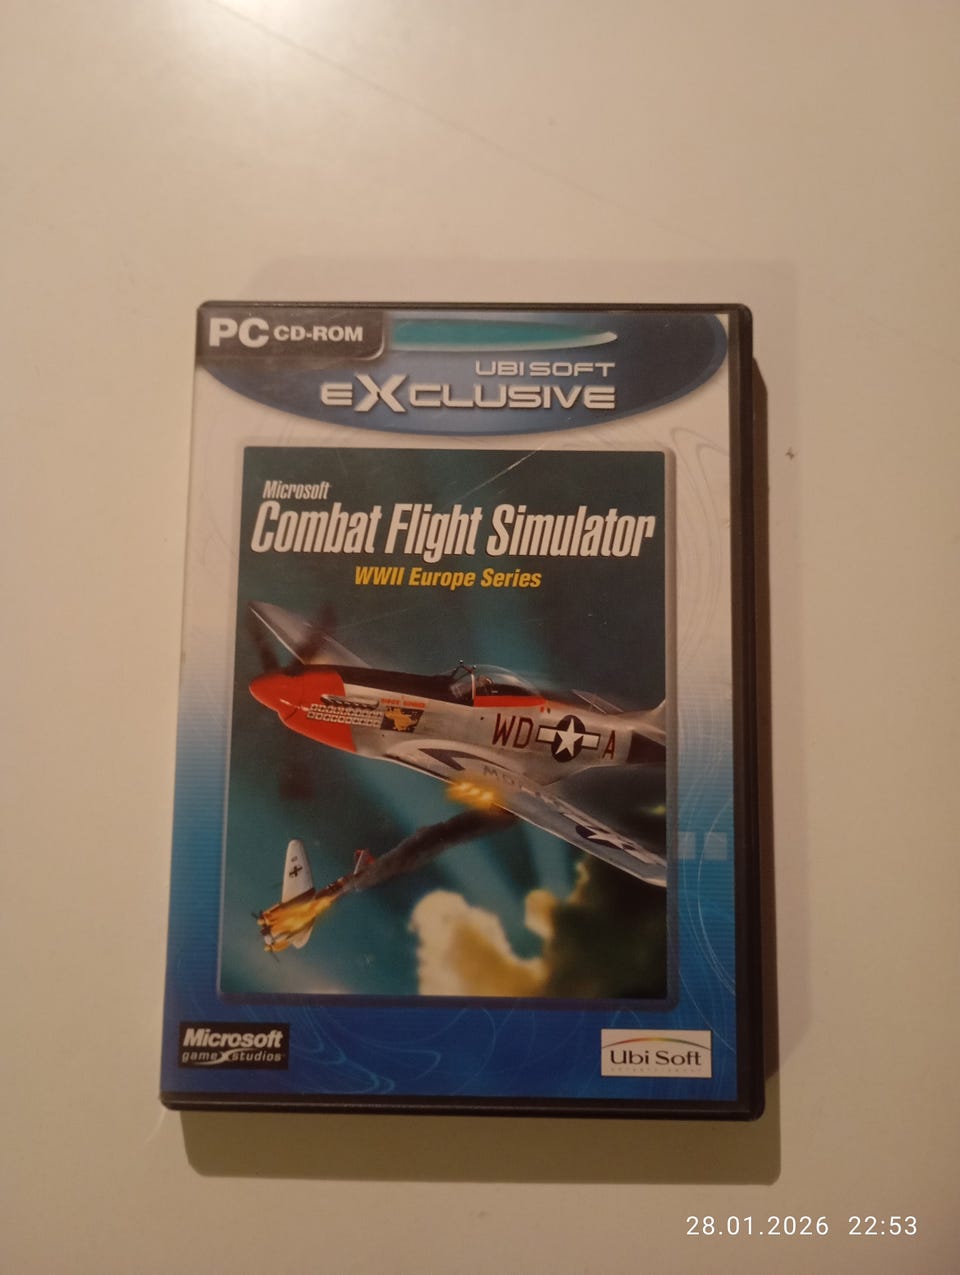 PC CD-ROM
UBI SOFT
eXCLUSIVE
Microsoft
Combat Flight Simulator
WWII Europe Series
WD
A
Microsoft
game studios
Ubi Soft
28.01.2026 22:53